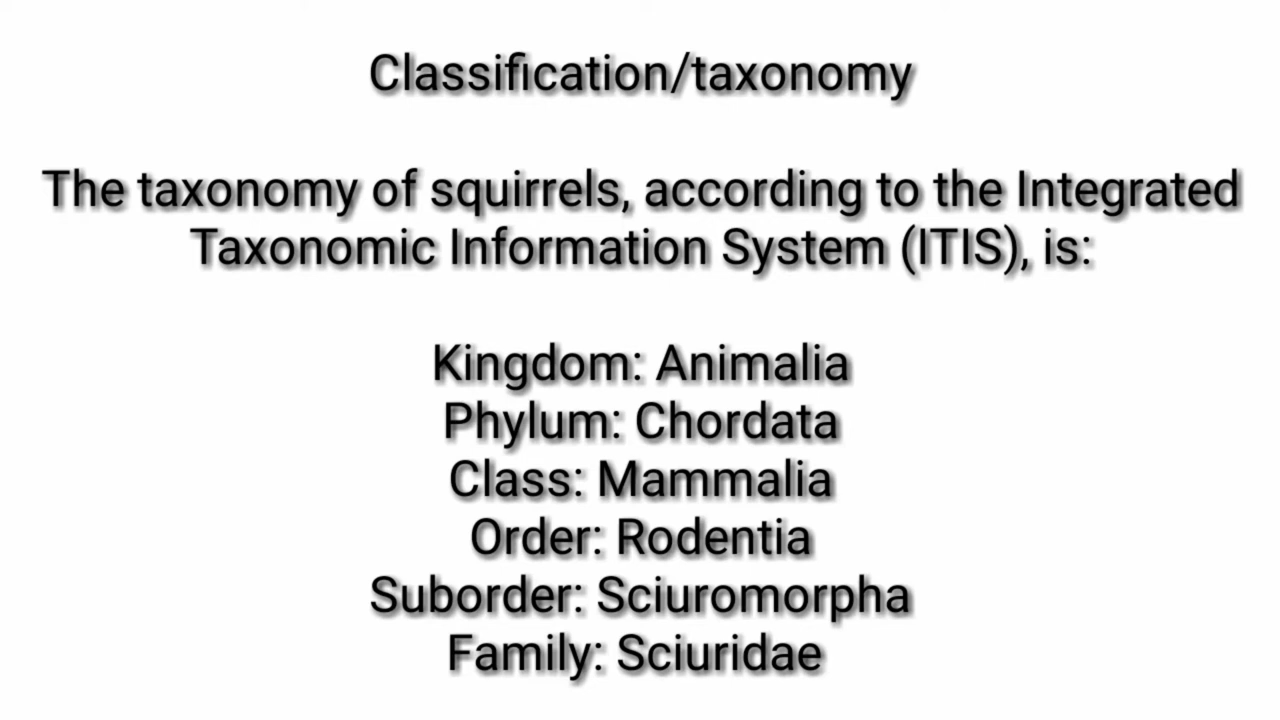 Classification/taxonomy
The taxonomy of squirrels, according to the Integrated
Taxonomic Information System (ITIS), is:
Kingdom: Animalia
Phylum: Chordata
Class: Mammalia
Order: Rodentia
Suborder: Sciuromorpha
Family: Sciuridae